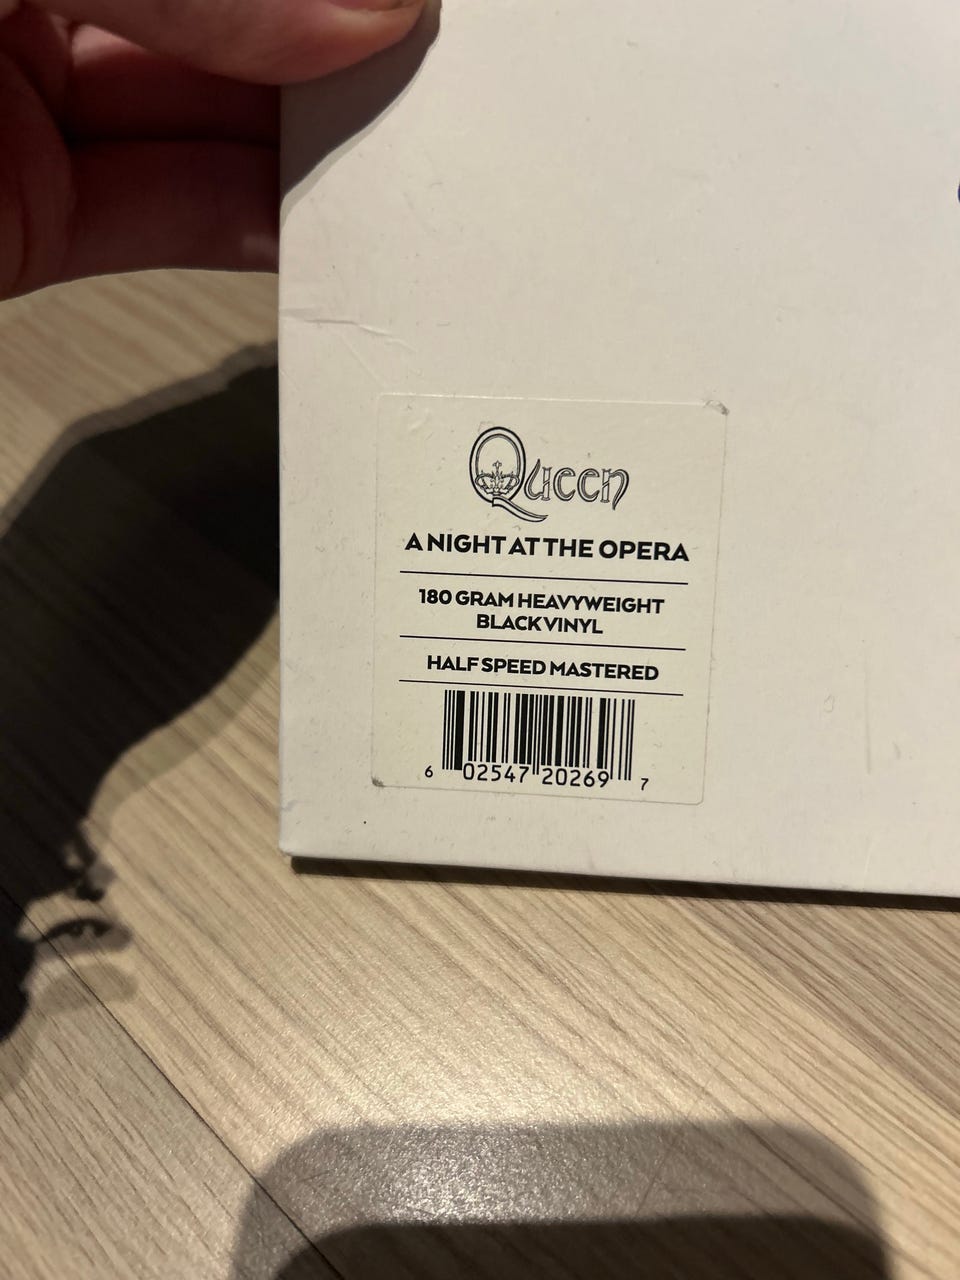 Queen
A NIGHT AT THE OPERA
180 GRAM HEAVYWEIGHT
BLACK VINYL
HALF SPEED MASTERED
6 02547 20269 7